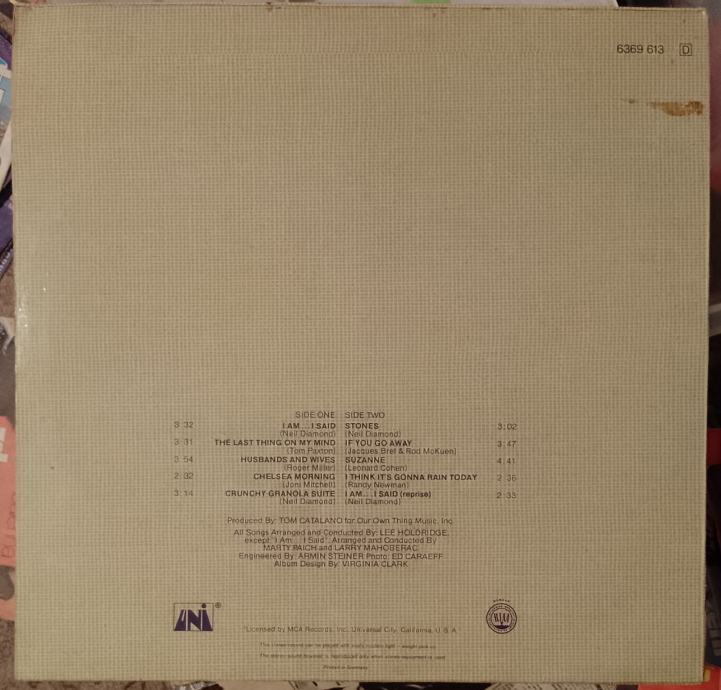 6369 613 D
SIDE ONE SIDE TWO
3:32 I AM...I SAID STONES 3:02
(Neil Diamond) (Neil Diamond)
3:31 THE LAST THING ON MY MIND IF YOU GO AWAY 3:47
(Tom Paxton) (Jacques Brel & Rod McKuen)
3:54 HUSBANDS AND WIVES SUZANNE 4:41
(Roger Miller) (Leonard Cohen)
2:32 CHELSEA MORNING I THINK IT'S GONNA RAIN TODAY 2:36
(Joni Mitchell) (Randy Newman)
3:14 CRUNCHY GRANOLA SUITE I AM...I SAID (reprise) 2:33
(Neil Diamond) (Neil Diamond)
Produced By: TOM CATALANO for Our Own Thing Music, Inc.
All Songs Arranged and Conducted By: LEE HOLDRIDGE,
except "I Am... I Said", Arranged and Conducted By
MARTY PAICH and LARRY MAHOBERAC
Engineered By: ARMIN STEINER Photo: ED CARAEFF
Album Design By: VIRGINIA CLARK
UNI ®
Licensed by MCA Records, Inc. Universal City, California, U.S.A.
Printed in Germany